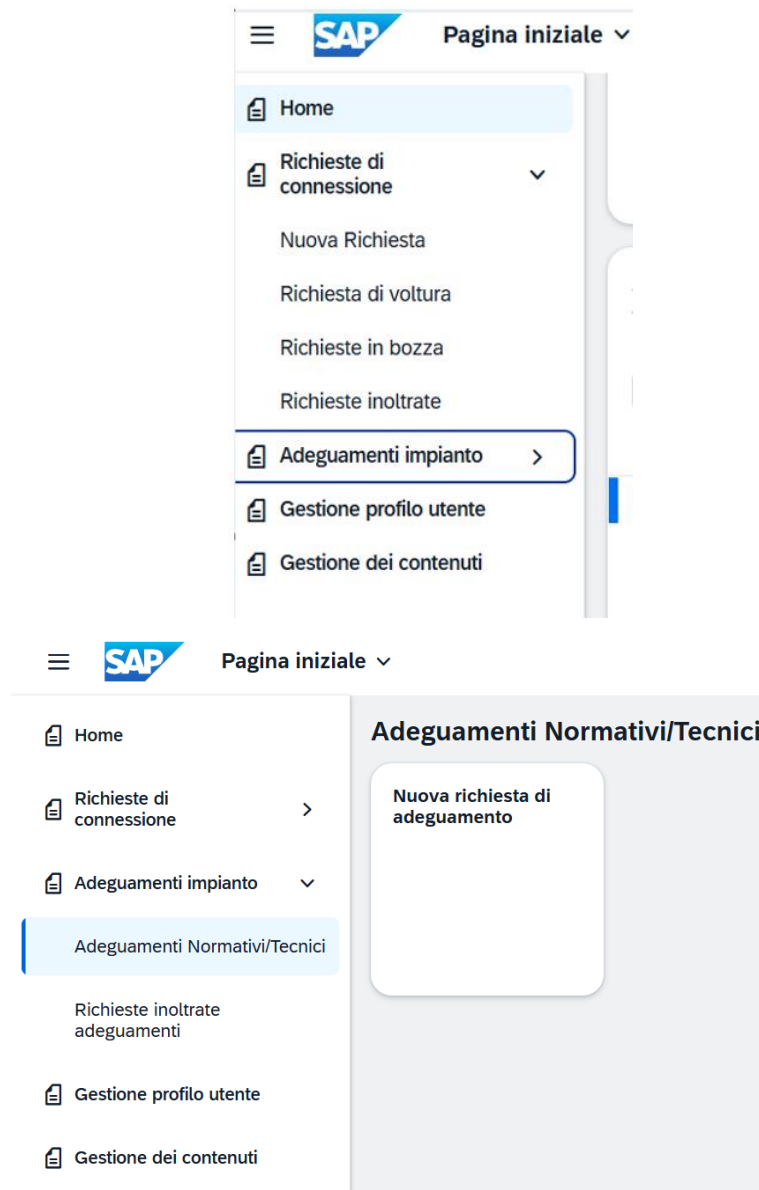 SAP Pagina iniziale
Home
Richieste di
connessione
Nuova Richiesta
Richiesta di voltura
Richieste in bozza
Richieste inoltrate
Adeguamenti impianto
Gestione profilo utente
Gestione dei contenuti
SAP Pagina iniziale
Home
Richieste di
connessione
Adeguamenti impianto
Adeguamenti Normativi/Tecnici
Richieste inoltrate
adeguamenti
Gestione profilo utente
Gestione dei contenuti
Adeguamenti Normativi/Tecnici
Nuova richiesta di
adeguamento